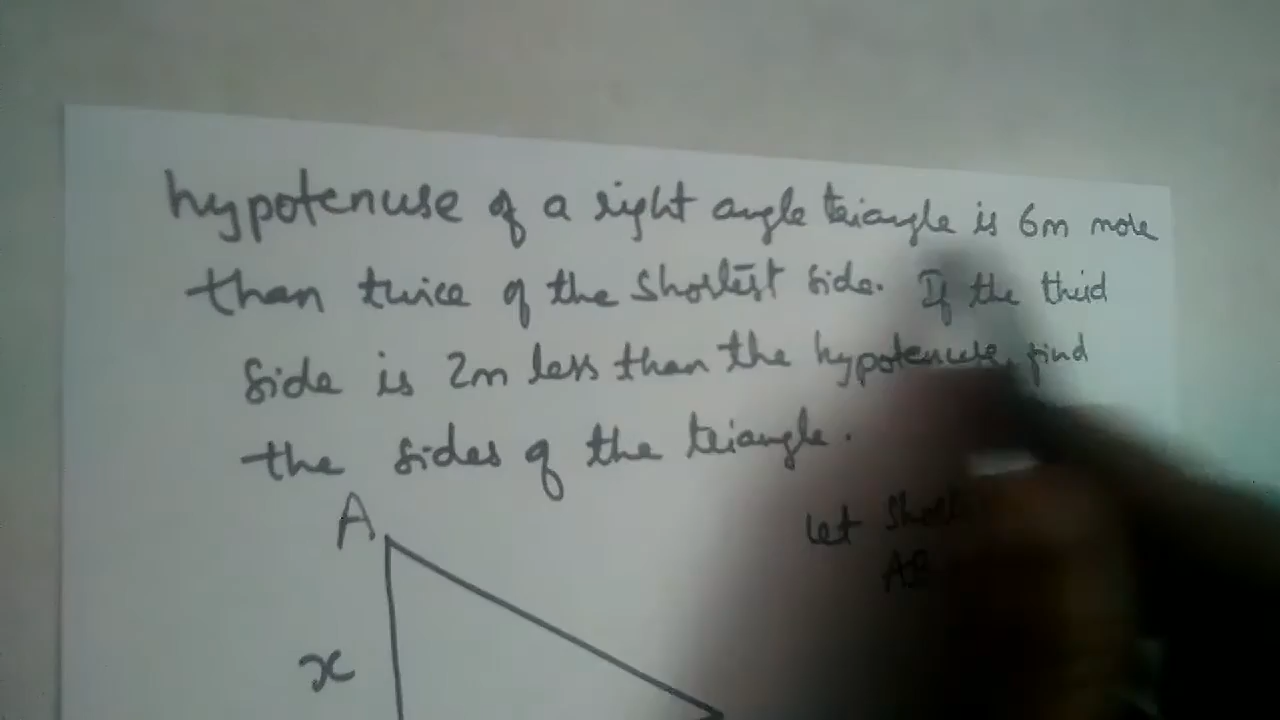 hypotenuse of a right angle triangle is 6m more
than twice of the shortest side. If the third
side is 2m less than the hypotenuse, find
the sides of the triangle.
A
let
x